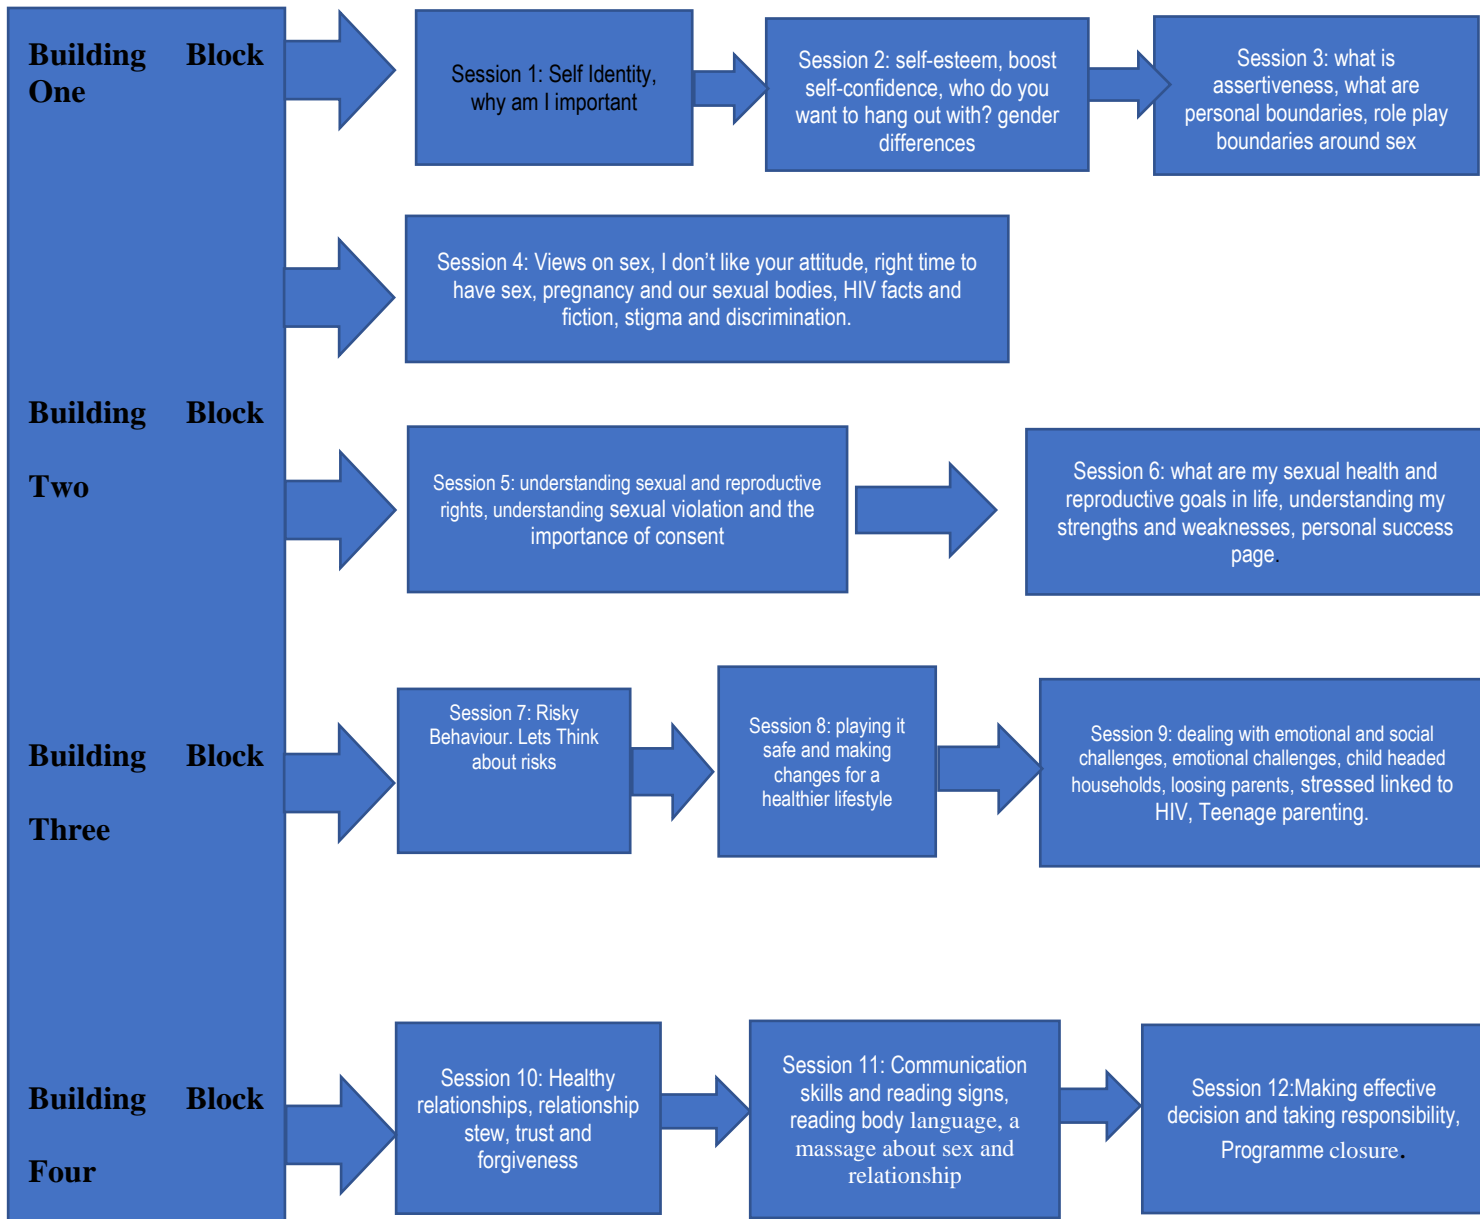 Building Block
One
Session 1: Self Identity,
why am I important
Session 2: self-esteem, boost
self-confidence, who do you
want to hang out with? gender
differences
Session 3: what is
assertiveness, what are
personal boundaries, role play
boundaries around sex
Session 4: Views on sex, I don’t like your attitude, right time to
have sex, pregnancy and our sexual bodies, HIV facts and
fiction, stigma and discrimination.
Building Block
Two
Session 5: understanding sexual and reproductive
rights, understanding sexual violation and the
importance of consent
Session 6: what are my sexual health and
reproductive goals in life, understanding my
strengths and weaknesses, personal success
page.
Building Block
Three
Session 7: Risky
Behaviour. Lets Think
about risks
Session 8: playing it
safe and making
changes for a
healthier lifestyle
Session 9: dealing with emotional and social
challenges, emotional challenges, child headed
households, loosing parents, stressed linked to
HIV, Teenage parenting.
Building Block
Four
Session 10: Healthy
relationships, relationship
stew, trust and
forgiveness
Session 11: Communication
skills and reading signs,
reading body language, a
massage about sex and
relationship
Session 12:Making effective
decision and taking responsibility,
Programme closure.